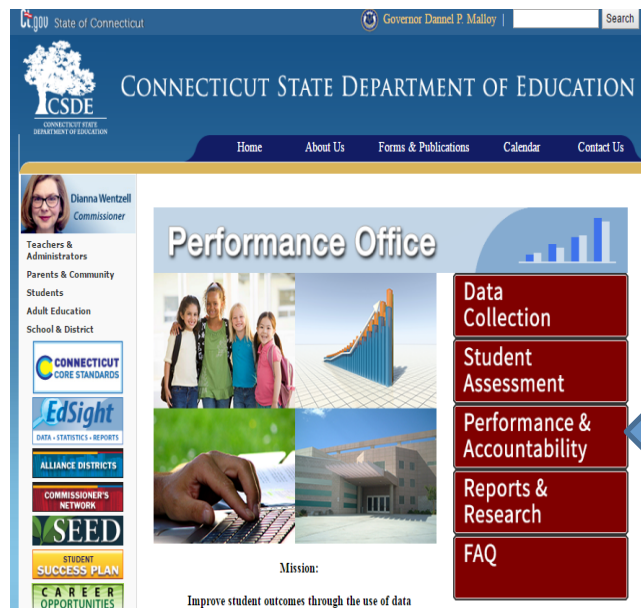 Ct.gov State of Connecticut
Governor Dannel P. Malloy |
Search
CSDE
CONNECTICUT STATE
DEPARTMENT OF EDUCATION
CONNECTICUT STATE DEPARTMENT OF EDUCATION
Home About Us Forms & Publications Calendar Contact Us
Dianna Wentzell
Commissioner
Teachers &
Administrators
Parents & Community
Students
Adult Education
School & District
CONNECTICUT
CORE STANDARDS
EdSight
DATA • STATISTICS • REPORTS
ALLIANCE DISTRICTS
COMMISSIONER'S
NETWORK
SEED
STUDENT
SUCCESS PLAN
CAREER
OPPORTUNITIES
Performance Office
Data
Collection
Student
Assessment
Performance &
Accountability
Reports &
Research
FAQ
Mission:
Improve student outcomes through the use of data